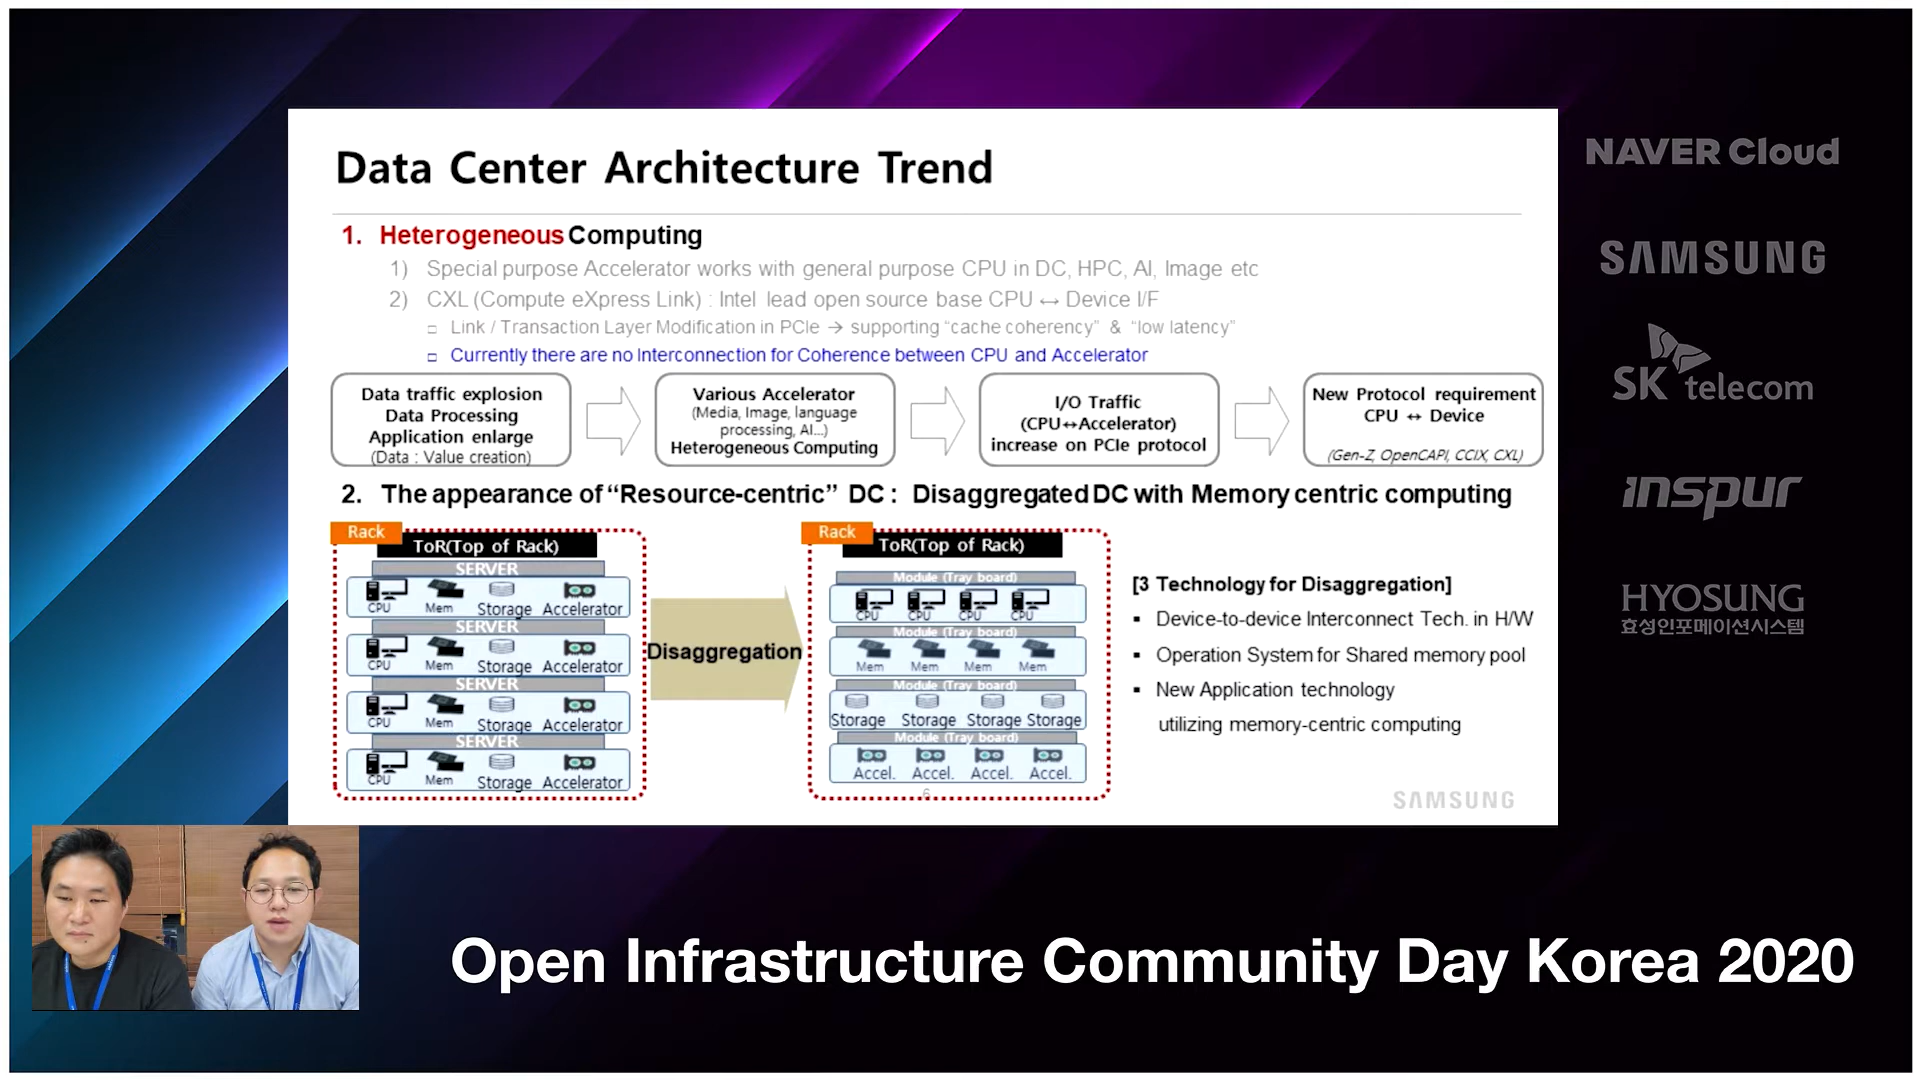 Data Center Architecture Trend
1. Heterogeneous Computing
1) Special purpose Accelerator works with general purpose CPU in DC, HPC, AI, Image etc
2) CXL (Compute eXpress Link) : Intel lead open source base CPU ↔ Device I/F
□ Link / Transaction Layer Modification in PCIe → supporting “cache coherency” & “low latency”
□ Currently there are no Interconnection for Coherence between CPU and Accelerator
Data traffic explosion
Data Processing
Application enlarge
(Data : Value creation)
Various Accelerator
(Media, Image, language
processing, AI...)
Heterogeneous Computing
I/O Traffic
(CPU↔Accelerator)
increase on PCIe protocol
New Protocol requirement
CPU ↔ Device
(Gen-Z, OpenCAPI, CCIX, CXL)
2. The appearance of “Resource-centric” DC : Disaggregated DC with Memory centric computing
Rack
ToR(Top of Rack)
SERVER
CPU Mem Storage Accelerator
SERVER
CPU Mem Storage Accelerator
SERVER
CPU Mem Storage Accelerator
SERVER
CPU Mem Storage Accelerator
Disaggregation
Rack
ToR(Top of Rack)
Module (Tray board)
CPU CPU CPU CPU
Module (Tray board)
Mem Mem Mem Mem
Module (Tray board)
Storage Storage Storage Storage
Module (Tray board)
Accel. Accel. Accel. Accel.
6
[3 Technology for Disaggregation]
▪ Device-to-device Interconnect Tech. in H/W
▪ Operation System for Shared memory pool
▪ New Application technology
utilizing memory-centric computing
SAMSUNG
NAVER Cloud
SAMSUNG
SK telecom
inspur
HYOSUNG
효성인포메이션시스템
Open Infrastructure Community Day Korea 2020